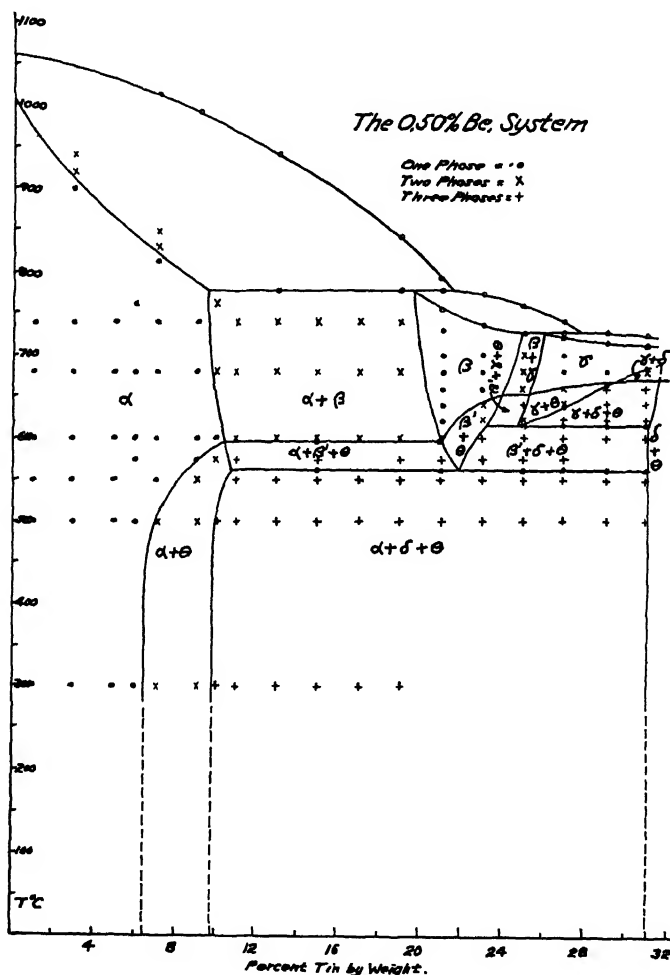 1100
The 0.50% Be. System
1000
One Phase = •
Two Phases = X
Three Phases = +
900
800
700
β
β+γ
γ
γ+δ
β'+γ+θ
α
α+β
β'+θ
γ+θ
γ+δ+θ
600
α+β'+θ
β'+δ+θ
δ+θ
500
α+θ
α+δ+θ
400
300
200
100
T°C
4 8 12 16 20 24 28 32
Percent Tin by Weight.